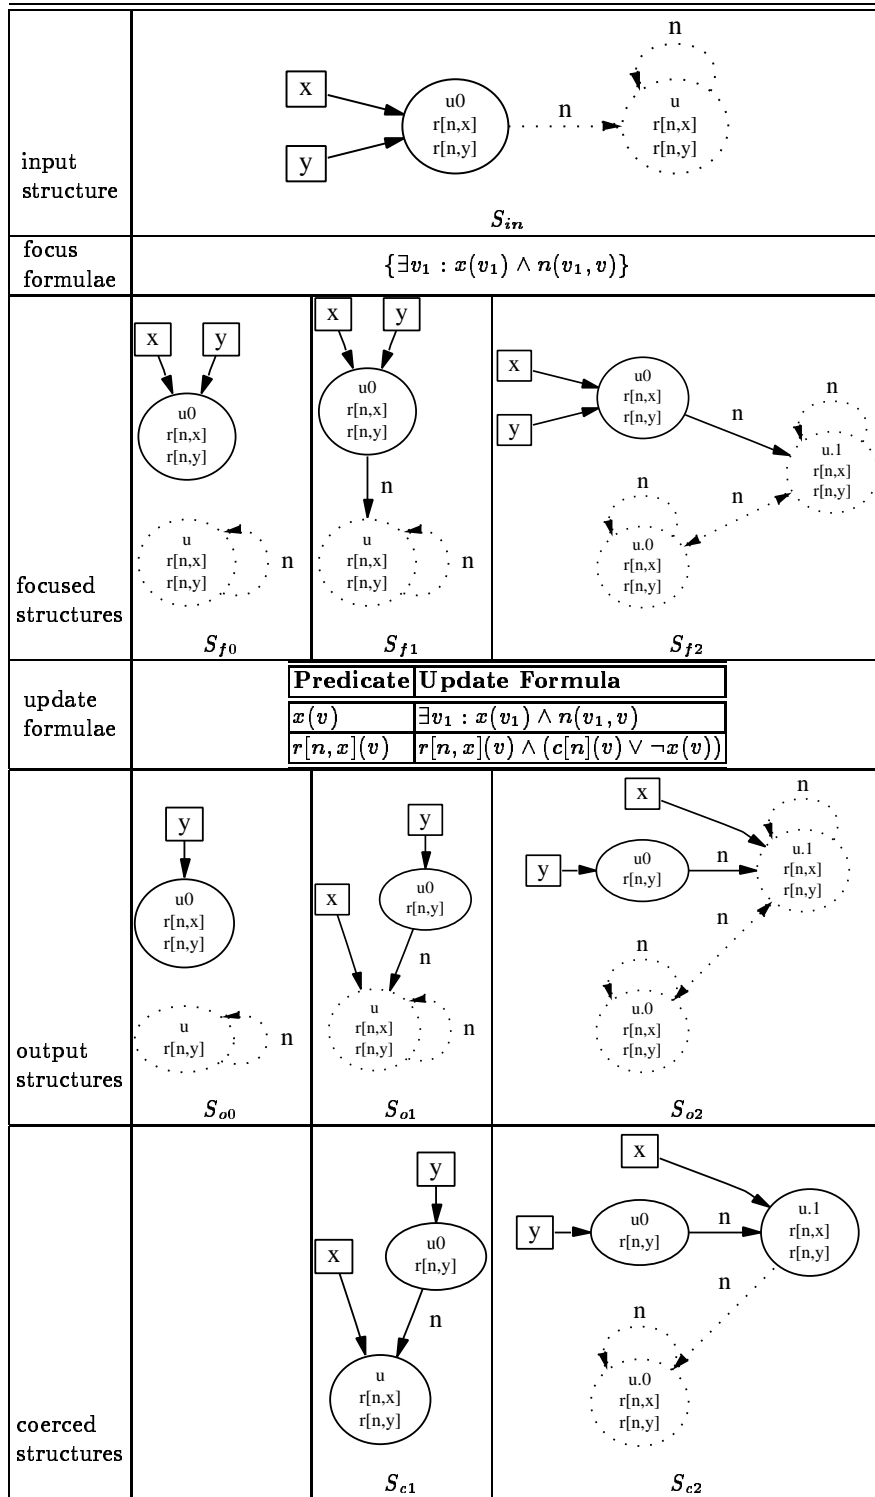 input
structure
x
y
u0
r[n,x]
r[n,y]
n
n
u
r[n,x]
r[n,y]
S_in
focus
formulae
{∃v₁ : x(v₁) ∧ n(v₁, v)}
focused
structures
x
y
u0
r[n,x]
r[n,y]
u
r[n,x]
r[n,y]
n
S_f0
x
y
u0
r[n,x]
r[n,y]
n
u
r[n,x]
r[n,y]
n
S_f1
x
y
u0
r[n,x]
r[n,y]
n
n
u.1
r[n,x]
r[n,y]
n
n
u.0
r[n,x]
r[n,y]
S_f2
update
formulae
Predicate Update Formula
x(v) ∃v₁ : x(v₁) ∧ n(v₁, v)
r[n, x](v) r[n, x](v) ∧ (c[n](v) ∨ ¬x(v))
output
structures
y
u0
r[n,x]
r[n,y]
u
r[n,y]
n
S_o0
y
x
u0
r[n,y]
n
u
r[n,x]
r[n,y]
n
S_o1
x
n
y
u0
r[n,y]
n
u.1
r[n,x]
r[n,y]
n
n
u.0
r[n,x]
r[n,y]
S_o2
coerced
structures
y
x
u0
r[n,y]
n
u
r[n,x]
r[n,y]
S_c1
x
y
u0
r[n,y]
n
u.1
r[n,x]
r[n,y]
n
n
u.0
r[n,x]
r[n,y]
S_c2